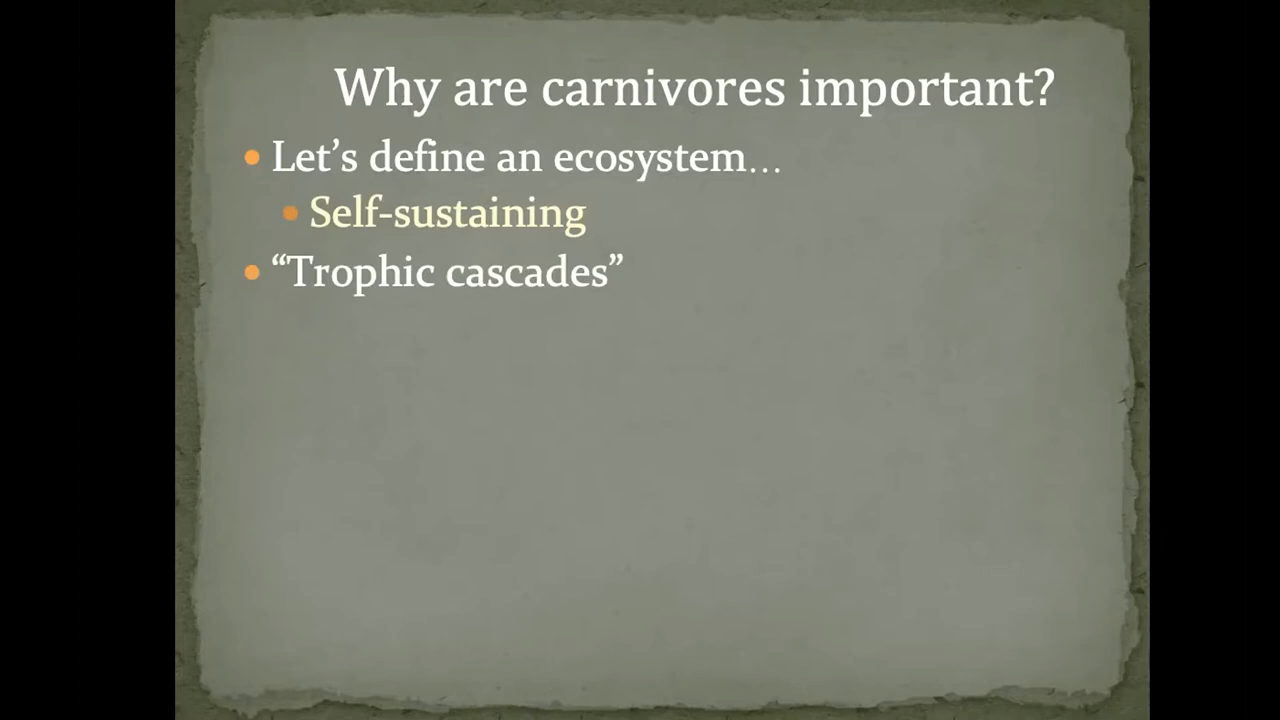 Why are carnivores important?
• Let’s define an ecosystem…
• Self-sustaining
• “Trophic cascades”